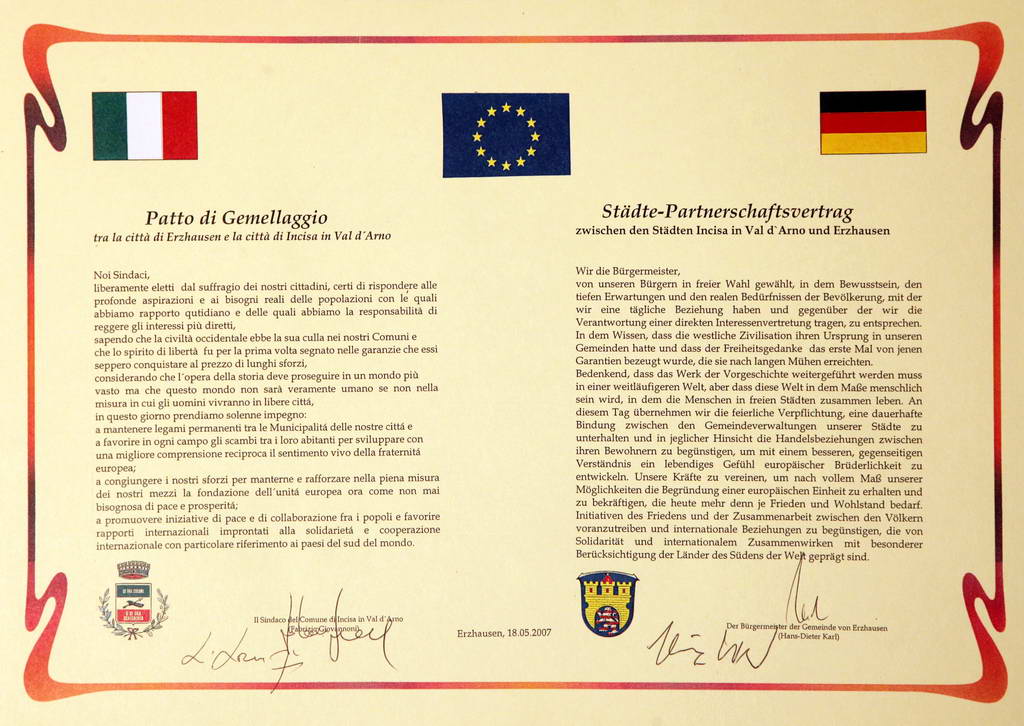 Patto di Gemellaggio
tra la città di Erzhausen e la città di Incisa in Val d´Arno
Noi Sindaci,
liberamente eletti dal suffragio dei nostri cittadini, certi di rispondere alle
profonde aspirazioni e ai bisogni reali delle popolazioni con le quali
abbiamo rapporto qutidiano e delle quali abbiamo la responsabilità di
reggere gli interessi più diretti,
sapendo che la civiltà occidentale ebbe la sua culla nei nostri Comuni e
che lo spirito di libertà fu per la prima volta segnato nelle garanzie che essi
seppero conquistare al prezzo di lunghi sforzi,
considerando che l´opera della storia deve proseguire in un mondo più
vasto ma che questo mondo non sarà veramente umano se non nella
misura in cui gli uomini vivranno in libere città,
in questo giorno prendiamo solenne impegno:
a mantenere legami permanenti tra le Municipalitá delle nostre cittá e
a favorire in ogni campo gli scambi tra i loro abitanti per sviluppare con
una migliore comprensione reciproca il sentimento vivo della fraternitá
europea;
a congiungere i nostri sforzi per manterne e rafforzare nella piena misura
dei nostri mezzi la fondazione dell´unitá europea ora come non mai
bisognosa di pace e prosperitá;
a promuovere iniziative di pace e di collaborazione fra i popoli e favorire
rapporti internazionali improntati alla solidarietá e cooperazione
internazionale con particolare riferimento ai paesi del sud del mondo.
Il Sindaco del Comune di Incisa in Val d´Arno
(Fabrizio Giovannoni)
Erzhausen, 18.05.2007
Städte-Partnerschaftsvertrag
zwischen den Städten Incisa in Val d`Arno und Erzhausen
Wir die Bürgermeister,
von unseren Bürgern in freier Wahl gewählt, in dem Bewusstsein, den
tiefen Erwartungen und den realen Bedürfnissen der Bevölkerung, mit der
wir eine tägliche Beziehung haben und gegenüber der wir die
Verantwortung einer direkten Interessenvertretung tragen, zu entsprechen.
In dem Wissen, dass die westliche Zivilisation ihren Ursprung in unseren
Gemeinden hatte und dass der Freiheitsgedanke das erste Mal von jenen
Garantien bezeugt wurde, die sie nach langen Mühen erreichten.
Bedenkend, dass das Werk der Vorgeschichte weitergeführt werden muss
in einer weitläufigeren Welt, aber dass diese Welt in dem Maße menschlich
sein wird, in dem die Menschen in freien Städten zusammen leben. An
diesem Tag übernehmen wir die feierliche Verpflichtung, eine dauerhafte
Bindung zwischen den Gemeindeverwaltungen unserer Städte zu
unterhalten und in jeglicher Hinsicht die Handelsbeziehungen zwischen
ihren Bewohnern zu begünstigen, um mit einem besseren, gegenseitigen
Verständnis ein lebendiges Gefühl europäischer Brüderlichkeit zu
entwickeln. Unsere Kräfte zu vereinen, um nach vollem Maß unserer
Möglichkeiten die Begründung einer europäischen Einheit zu erhalten und
zu bekräftigen, die heute mehr denn je Frieden und Wohlstand bedarf.
Initiativen des Friedens und der Zusammenarbeit zwischen den Völkern
voranzutreiben und internationale Beziehungen zu begünstigen, die von
Solidarität und internationalem Zusammenwirken mit besonderer
Berücksichtigung der Länder des Südens der Welt geprägt sind.
Der Bürgermeister der Gemeinde von Erzhausen
(Hans-Dieter Karl)